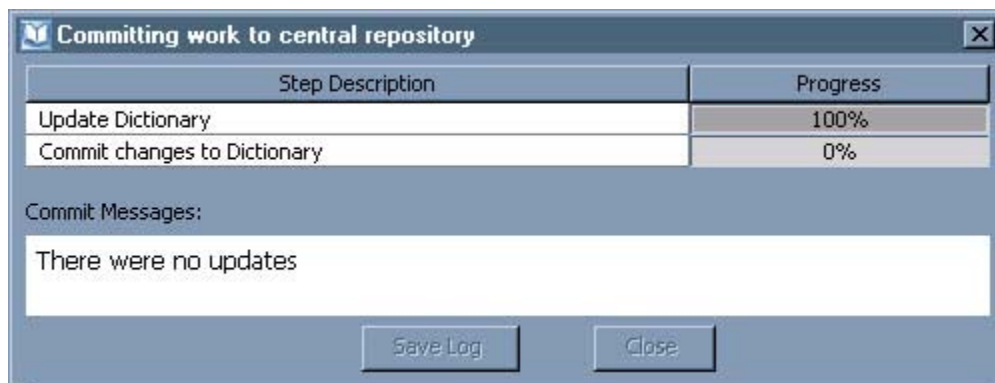 Committing work to central repository
Step Description Progress
Update Dictionary 100%
Commit changes to Dictionary 0%
Commit Messages:
There were no updates
Save Log Close